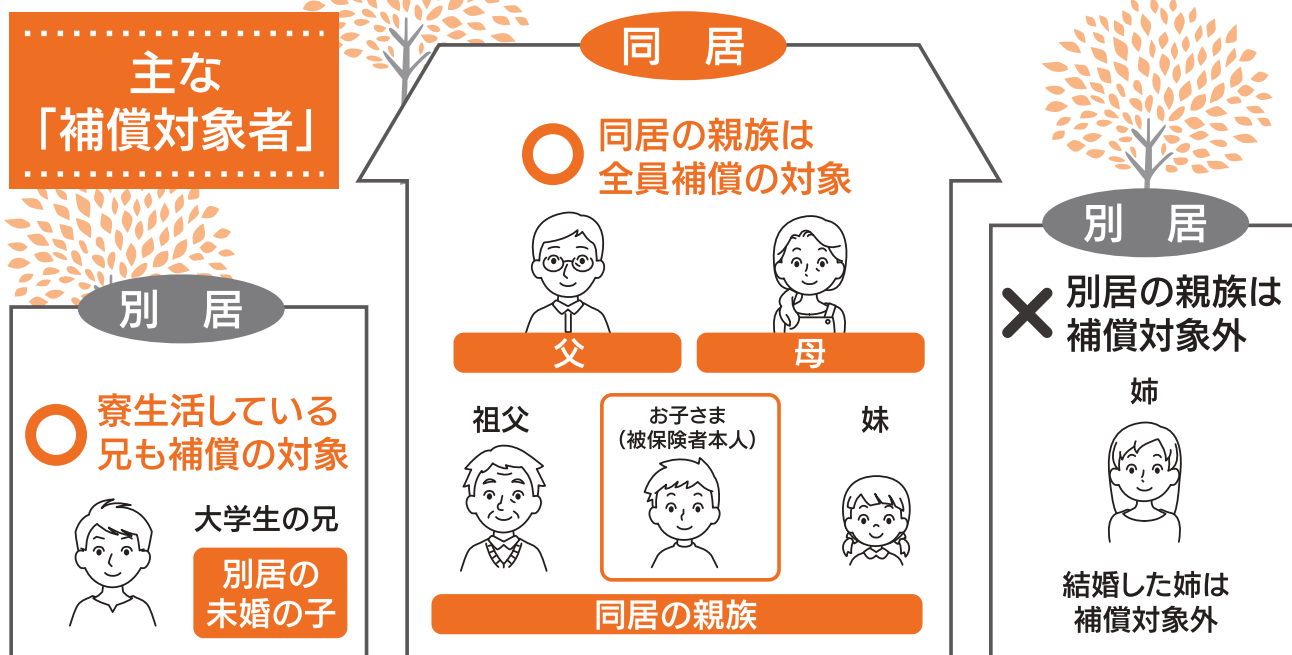 主な
「補償対象者」
同 居
同居の親族は
全員補償の対象
父
母
祖父
お子さま
（被保険者本人）
妹
同居の親族
別 居
寮生活している
兄も補償の対象
大学生の兄
別居の
未婚の子
別 居
別居の親族は
補償対象外
姉
結婚した姉は
補償対象外